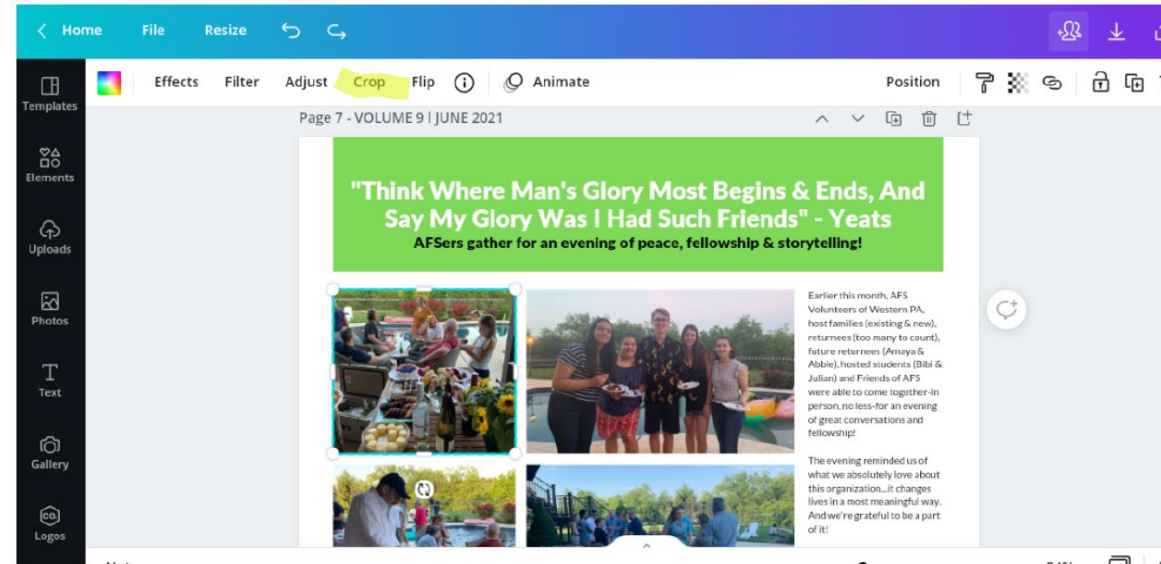 Home File Resize
Effects Filter Adjust Crop Flip Animate Position
Templates
Elements
Uploads
Photos
Text
Gallery
CO.
Logos
Page 7 - VOLUME 9 I JUNE 2021
"Think Where Man's Glory Most Begins & Ends, And
Say My Glory Was I Had Such Friends" - Yeats
AFSers gather for an evening of peace, fellowship & storytelling!
Earlier this month, AFS
Volunteers of Western PA,
host families (existing & new),
returnees (too many to count),
future returnees (Amaya &
Abbie), hosted students (Bibi &
Julian) and Friends of AFS
were able to come together-in
person, no less-for an evening
of great conversations and
fellowship!
The evening reminded us of
what we absolutely love about
this organization...it changes
lives in a most meaningful way.
And we're grateful to be a part
of it!